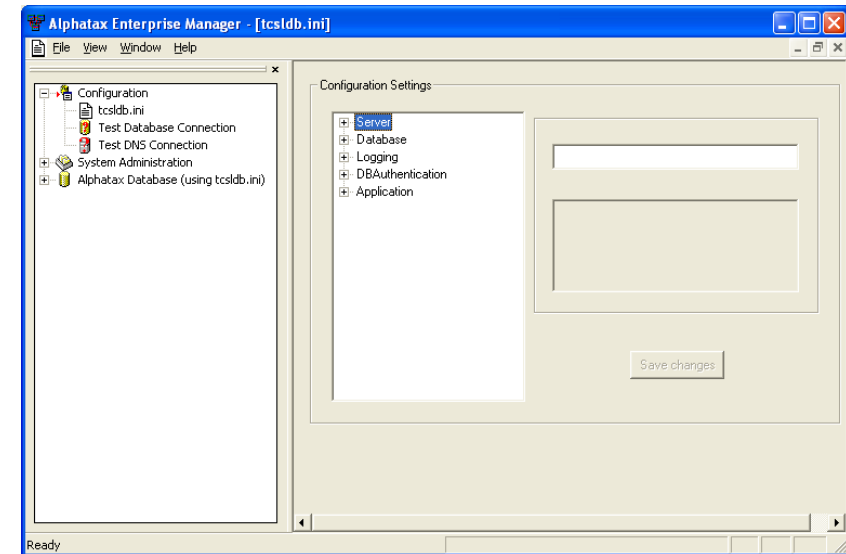 Alphatax Enterprise Manager - [tcsldb.ini]
File View Window Help
Configuration
tcsldb.ini
Test Database Connection
Test DNS Connection
System Administration
Alphatax Database (using tcsldb.ini)
Configuration Settings
Server
Database
Logging
DBAuthentication
Application
Save changes
Ready